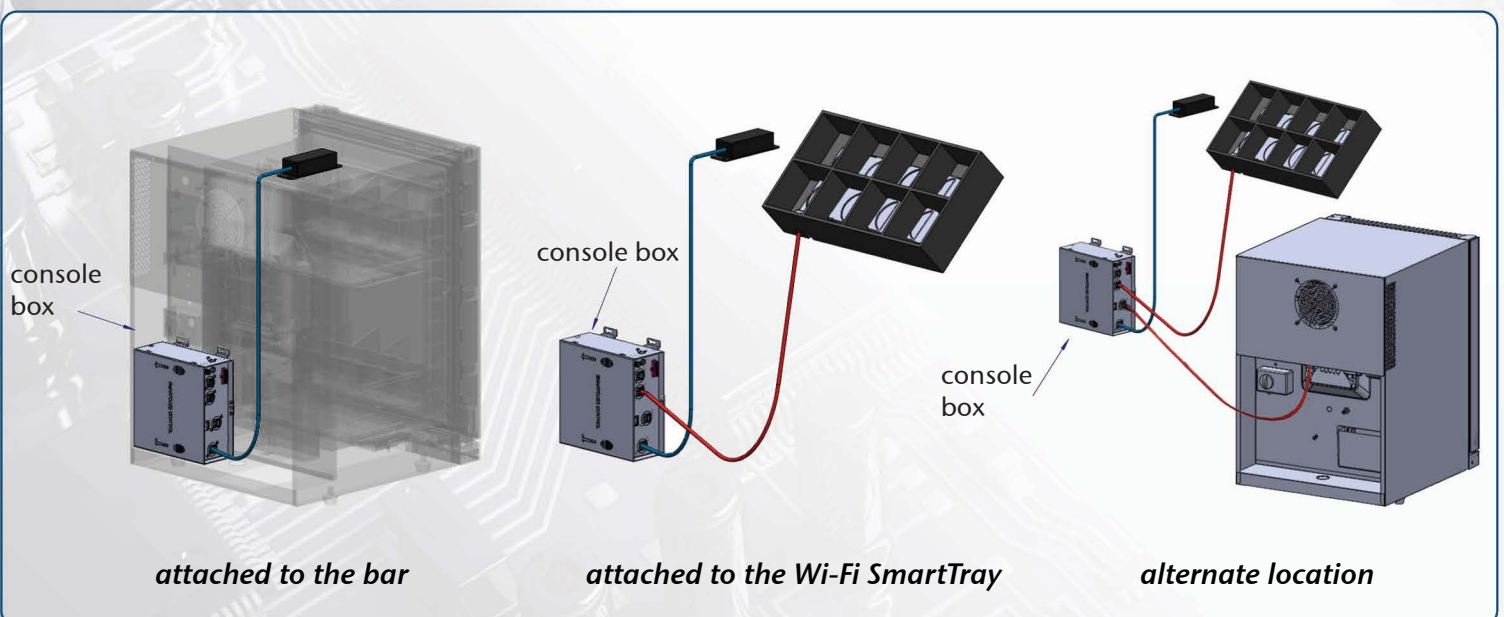 console
box
console box
console
box
attached to the bar
attached to the Wi-Fi SmartTray
alternate location